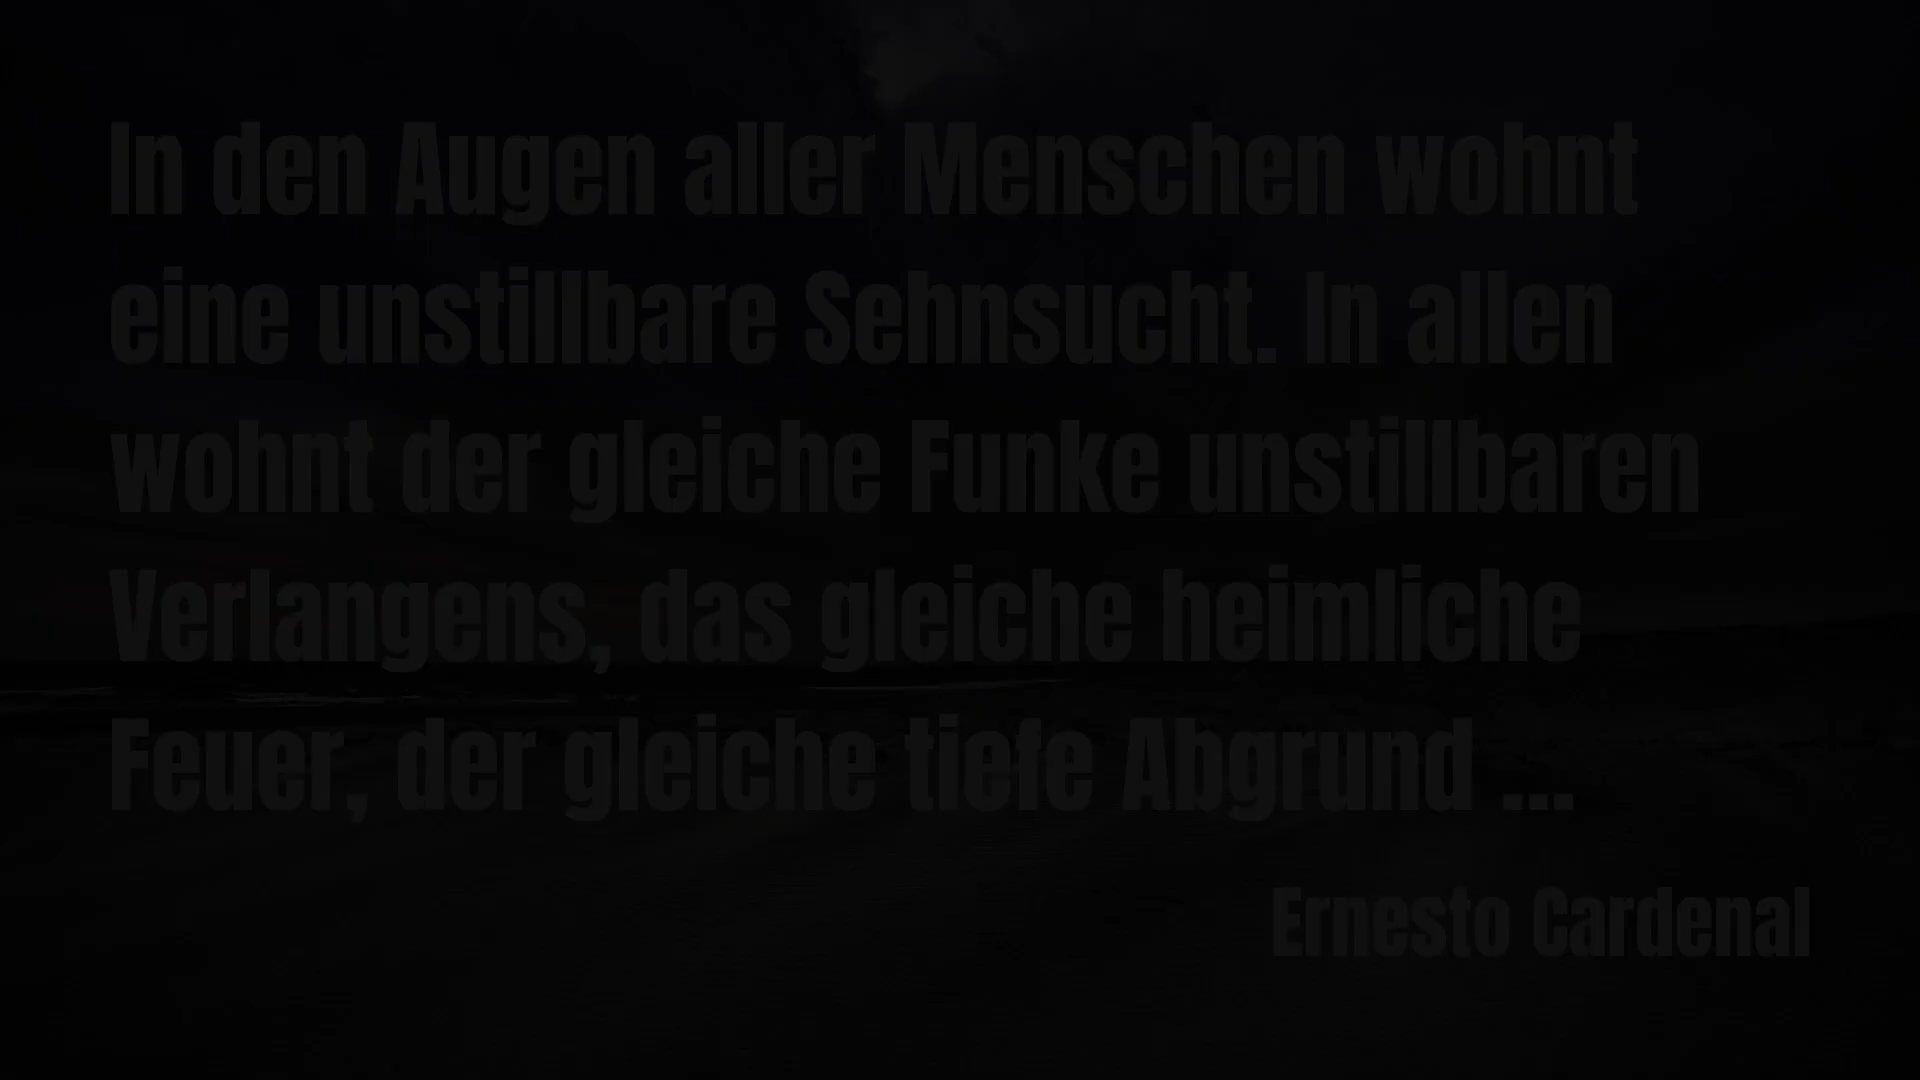 In den Augen aller Menschen wohnt
eine unstillbare Sehnsucht. In allen
wohnt der gleiche Funke unstillbaren
Verlangens, das gleiche heimliche
Feuer, der gleiche tiefe Abgrund ...
Ernesto Cardenal